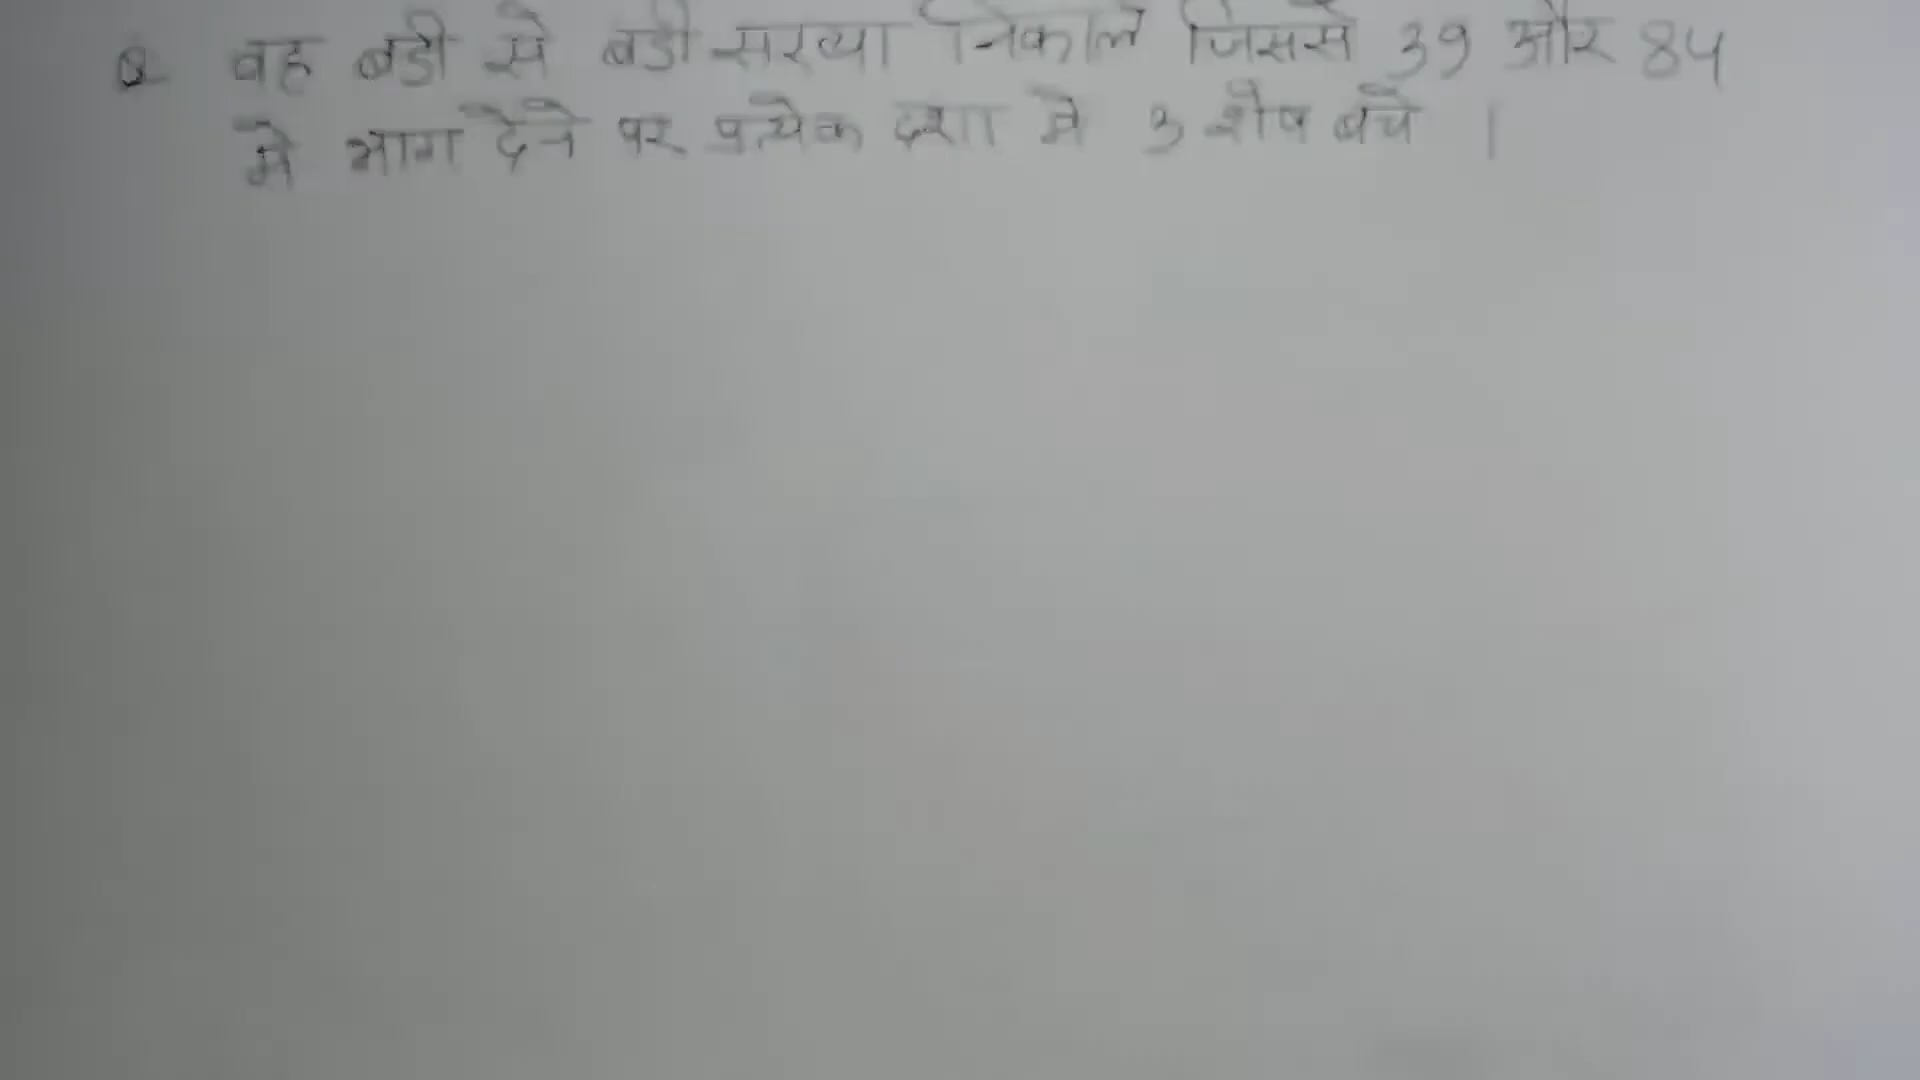 Q वह बडी से बडी सख्या निकाले जिससे 39 और 84
मे भाग देने पर प्रत्येक दशा मे 3 शेष बचे ।